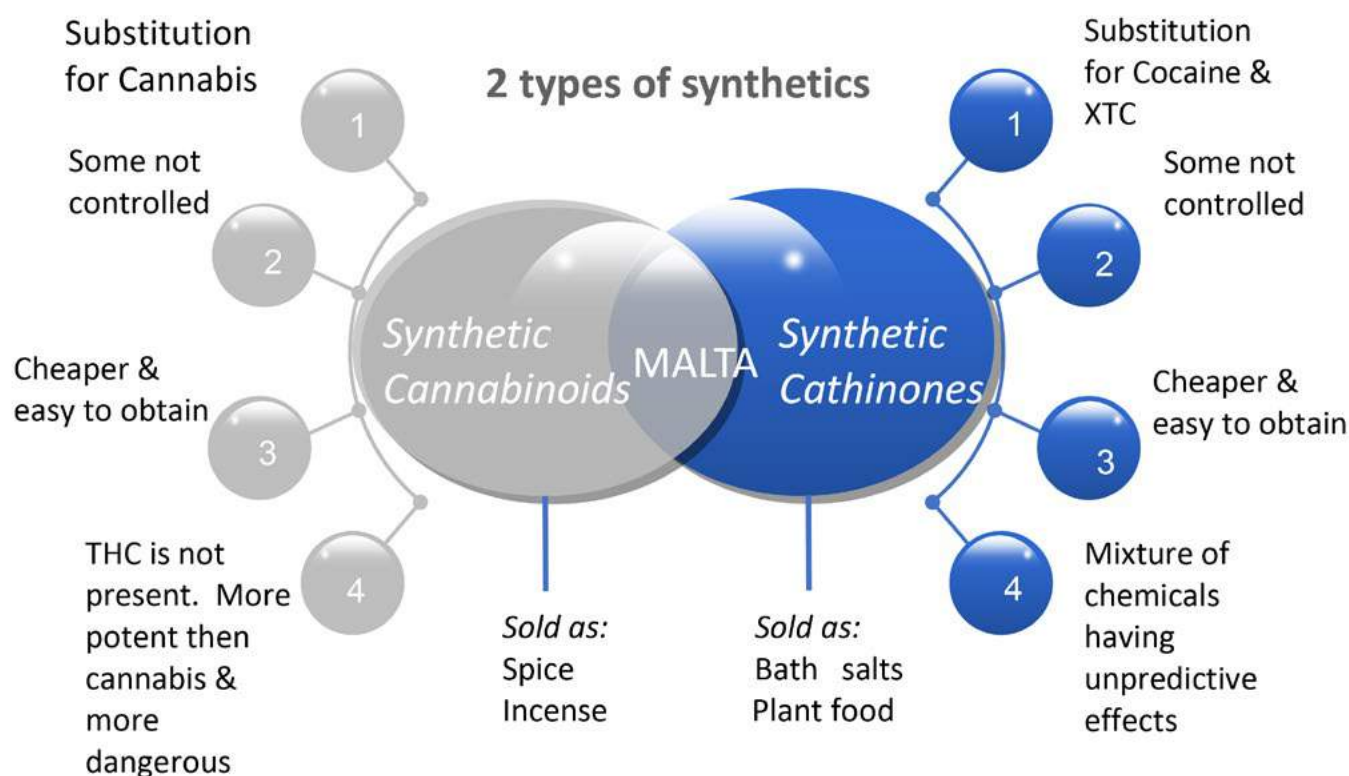 2 types of synthetics
Substitution
for Cannabis
1
Some not
controlled
2
Cheaper &
easy to obtain
3
THC is not
present. More
potent then
cannabis &
more
dangerous
4
Synthetic
Cannabinoids
MALTA
Synthetic
Cathinones
Sold as:
Spice
Incense
Sold as:
Bath salts
Plant food
Substitution
for Cocaine &
XTC
1
Some not
controlled
2
Cheaper &
easy to obtain
3
Mixture of
chemicals
having
unpredictive
effects
4